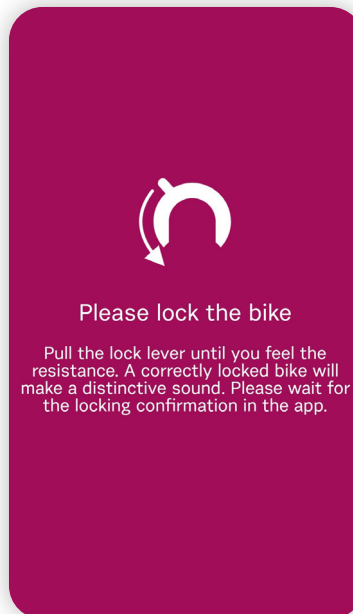 Please lock the bike
Pull the lock lever until you feel the
resistance. A correctly locked bike will
make a distinctive sound. Please wait for
the locking confirmation in the app.